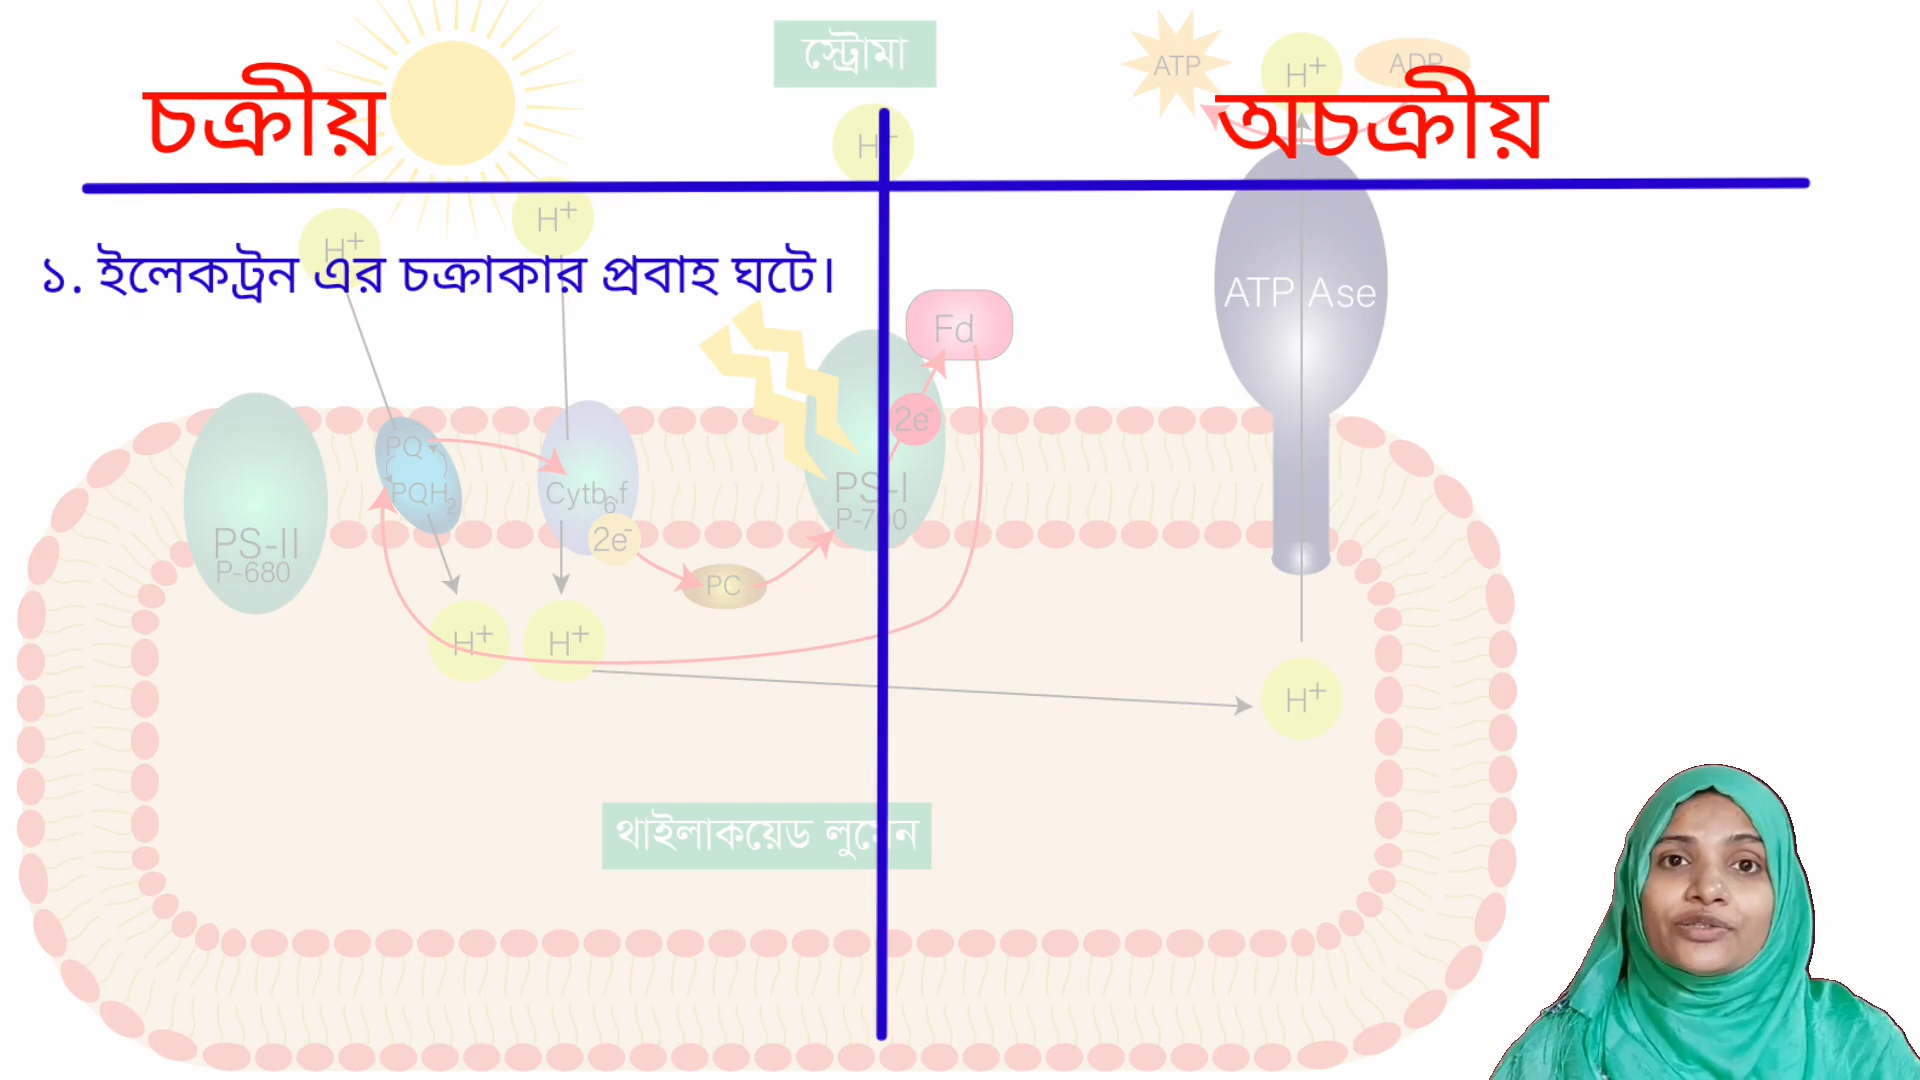 স্ট্রোমা
ATP
H⁺
ADP
চক্রীয়
অচক্রীয়
H⁺
H⁺
H⁺
১. ইলেকট্রন এর চক্রাকার প্রবাহ ঘটে।
ATP Ase
Fd
2e⁻
PQ
PQH₂
Cytb₆f
PS-I
P-700
2e⁻
PS-II
P-680
PC
H⁺
H⁺
H⁺
থাইলাকয়েড লুমেন